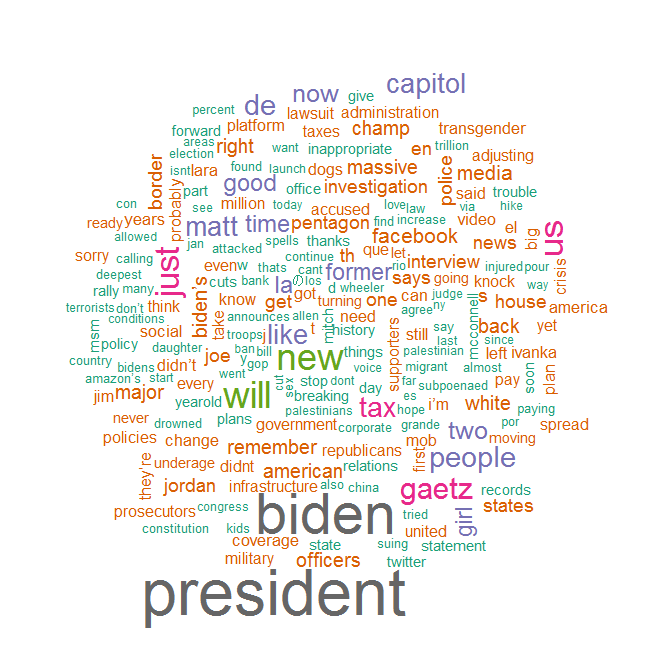 capitol
de now give
percent lawsuit administration
forward platform taxes champ transgender
areas
election right want inappropriate en police adjusting
border isnt lara found launch dogs massive media
probably part good office investigation said trouble
con see million today accused love law via hike
ready years matt time pentagon find increase video el big us
allowed jan attacked spells thanks facebook news
sorry calling just even w continue th que let interview injured pour crisis
deepest thats cant former rio
rally many cuts bank la los d wheeler says going knock way
terrorists don't think biden's know get got turning one can judge s house america
conditions take announces allen t mitch need agree ny
msm policy social troops j like history still say mcconnell back yet
daughter ban bill things palestinian last since
country bidens didn't joe y gop new voice supporters migrant almost left ivanka
amazon's start went cut sex stop dont day far subpoenaed soon plan
jim major every will breaking tax es i'm white pay
yearold palestinians hope paying
never drowned plans government corporate grande two por spread
policies change remember republicans mob first people moving
they're underage didnt american relations
jordan infrastructure also china gaetz records
prosecutors congress biden tried girl states
constitution kids united
coverage state suing statement
military officers twitter
president